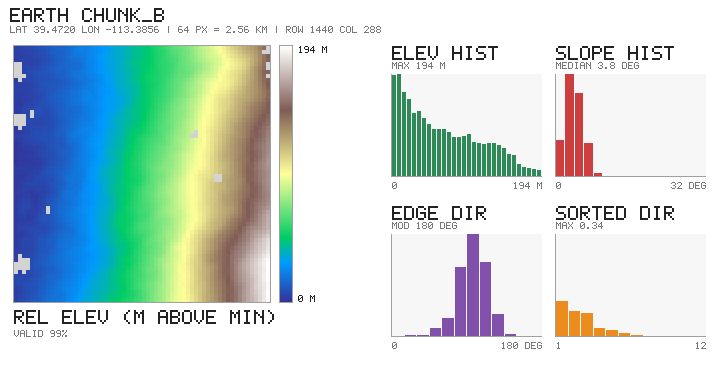 EARTH CHUNK_B
LAT 39.4720 LON -113.3856 | 64 PX = 2.56 KM | ROW 1440 COL 288
194 M
0 M
REL ELEV (M ABOVE MIN)
VALID 99%
ELEV HIST
MAX 194 M
0 194 M
SLOPE HIST
MEDIAN 3.8 DEG
0 32 DEG
EDGE DIR
MOD 180 DEG
0 180 DEG
SORTED DIR
MAX 0.34
1 12